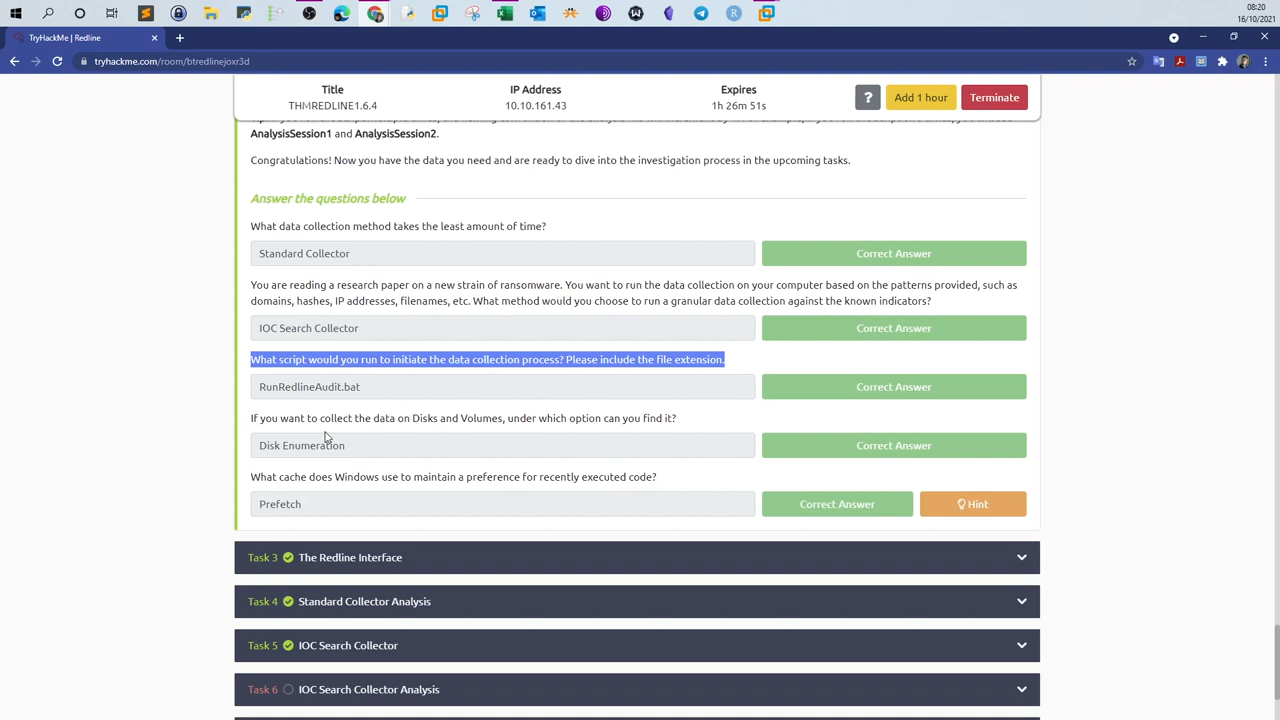 08:20
16/10/2021
TryHackMe | Redline
tryhackme.com/room/btredlinejoxr3d
Title
IP Address
Expires
THMREDLINE1.6.4
10.10.161.43
1h 26m 51s
?
Add 1 hour
Terminate
AnalysisSession1 and AnalysisSession2.
Congratulations! Now you have the data you need and are ready to dive into the investigation process in the upcoming tasks.
Answer the questions below
What data collection method takes the least amount of time?
Standard Collector
Correct Answer
You are reading a research paper on a new strain of ransomware. You want to run the data collection on your computer based on the patterns provided, such as
domains, hashes, IP addresses, filenames, etc. What method would you choose to run a granular data collection against the known indicators?
IOC Search Collector
Correct Answer
What script would you run to initiate the data collection process? Please include the file extension.
RunRedlineAudit.bat
Correct Answer
If you want to collect the data on Disks and Volumes, under which option can you find it?
Disk Enumeration
Correct Answer
What cache does Windows use to maintain a preference for recently executed code?
Prefetch
Correct Answer
Hint
Task 3 The Redline Interface
Task 4 Standard Collector Analysis
Task 5 IOC Search Collector
Task 6 IOC Search Collector Analysis